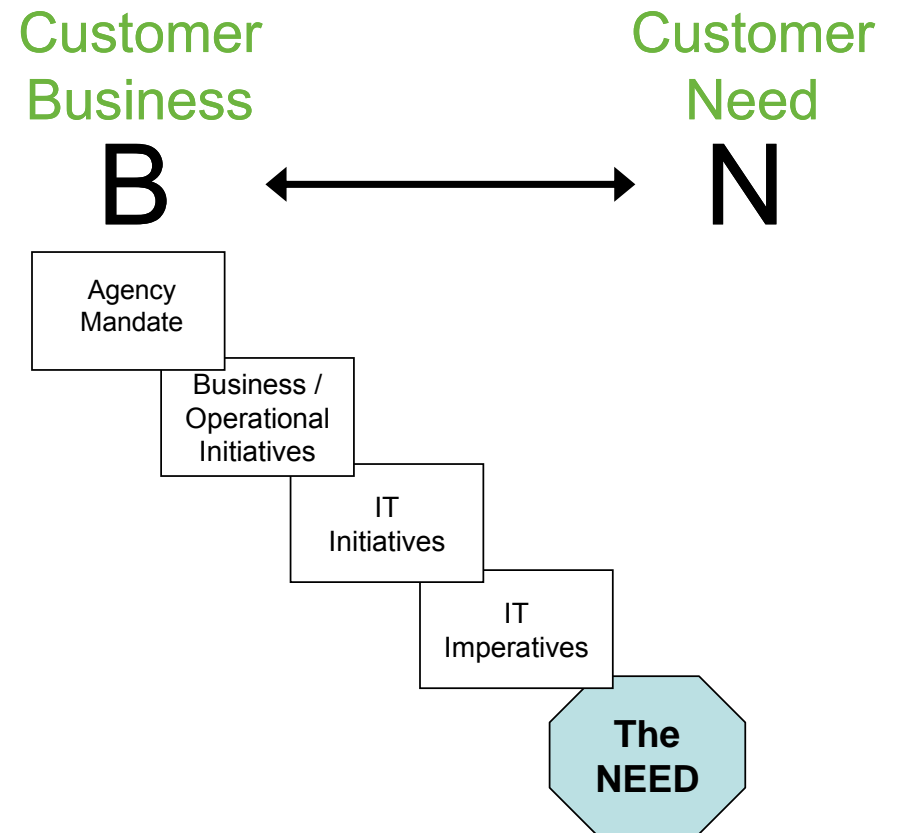 Customer
Business
Customer
Need
B
N
Agency
Mandate
Business /
Operational
Initiatives
IT
Initiatives
IT
Imperatives
The
NEED